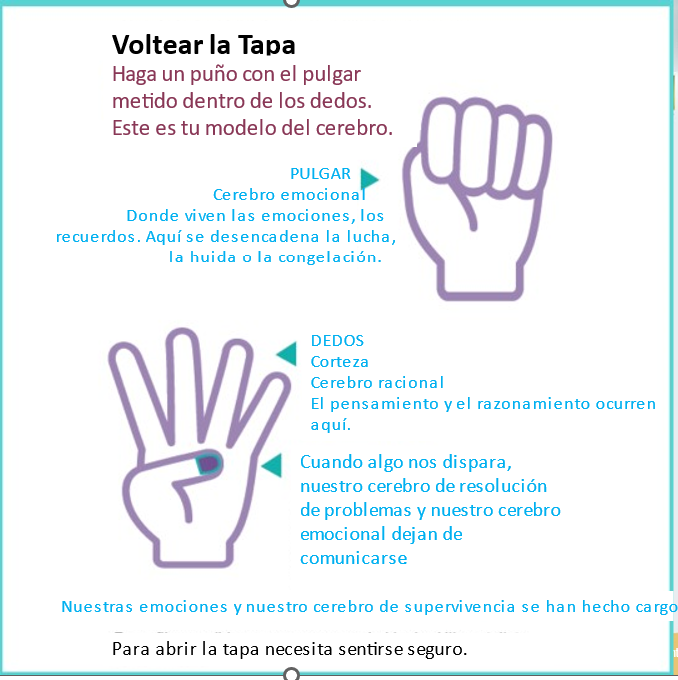 Voltear la Tapa
Haga un puño con el pulgar
metido dentro de los dedos.
Este es tu modelo del cerebro.
PULGAR
Cerebro emocional
Donde viven las emociones, los
recuerdos. Aquí se desencadena la lucha,
la huida o la congelación.
DEDOS
Corteza
Cerebro racional
El pensamiento y el razonamiento ocurren
aquí.
Cuando algo nos dispara,
nuestro cerebro de resolución
de problemas y nuestro cerebro
emocional dejan de
comunicarse
Nuestras emociones y nuestro cerebro de supervivencia se han hecho cargo
Para abrir la tapa necesita sentirse seguro.